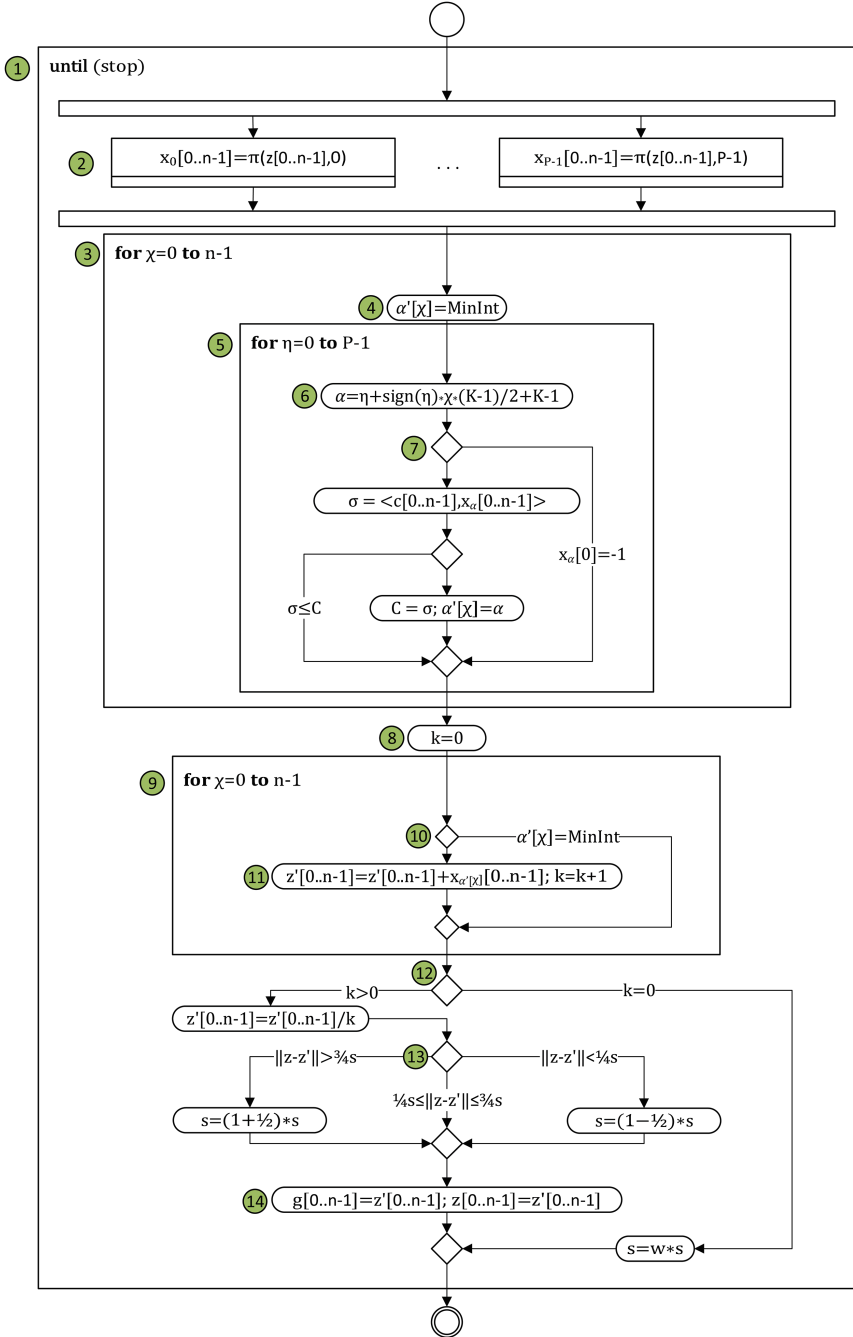 1 until (stop)
2 x₀[0..n-1]=π(z[0..n-1],0) . . . x_P-1[0..n-1]=π(z[0..n-1],P-1)
3 for χ=0 to n-1
4 α'[χ]=MinInt
5 for η=0 to P-1
6 α=η+sign(η)*χ*(K-1)/2+K-1
7
σ = <c[0..n-1],x_α[0..n-1]>
x_α[0]=-1
σ≤C
C = σ; α'[χ]=α
8 k=0
9 for χ=0 to n-1
10 α'[χ]=MinInt
11 z'[0..n-1]=z'[0..n-1]+x_α'[χ][0..n-1]; k=k+1
12
k>0 k=0
z'[0..n-1]=z'[0..n-1]/k
13
||z-z'||>¾s ||z-z'||<¼s
¼s≤||z-z'||≤¾s
s=(1+½)*s s=(1−½)*s
14 g[0..n-1]=z'[0..n-1]; z[0..n-1]=z'[0..n-1]
s=w*s